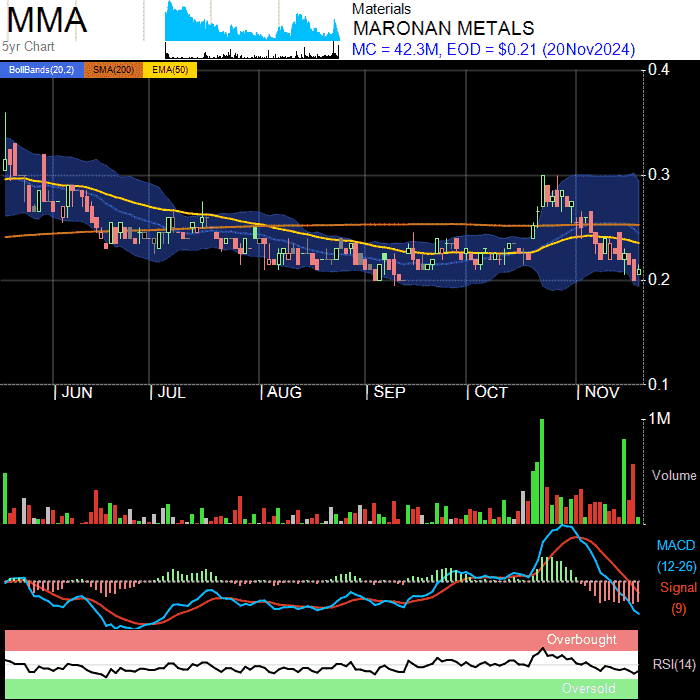 MMA
5yr Chart
Materials
MARONAN METALS
MC = 42.3M, EOD = $0.21 (20Nov2024)
BollBands(20,2) SMA(200) EMA(50)
0.4
0.3
0.2
0.1
JUN JUL AUG SEP OCT NOV
1M
Volume
MACD
(12-26)
Signal
(9)
Overbought
RSI(14)
Oversold